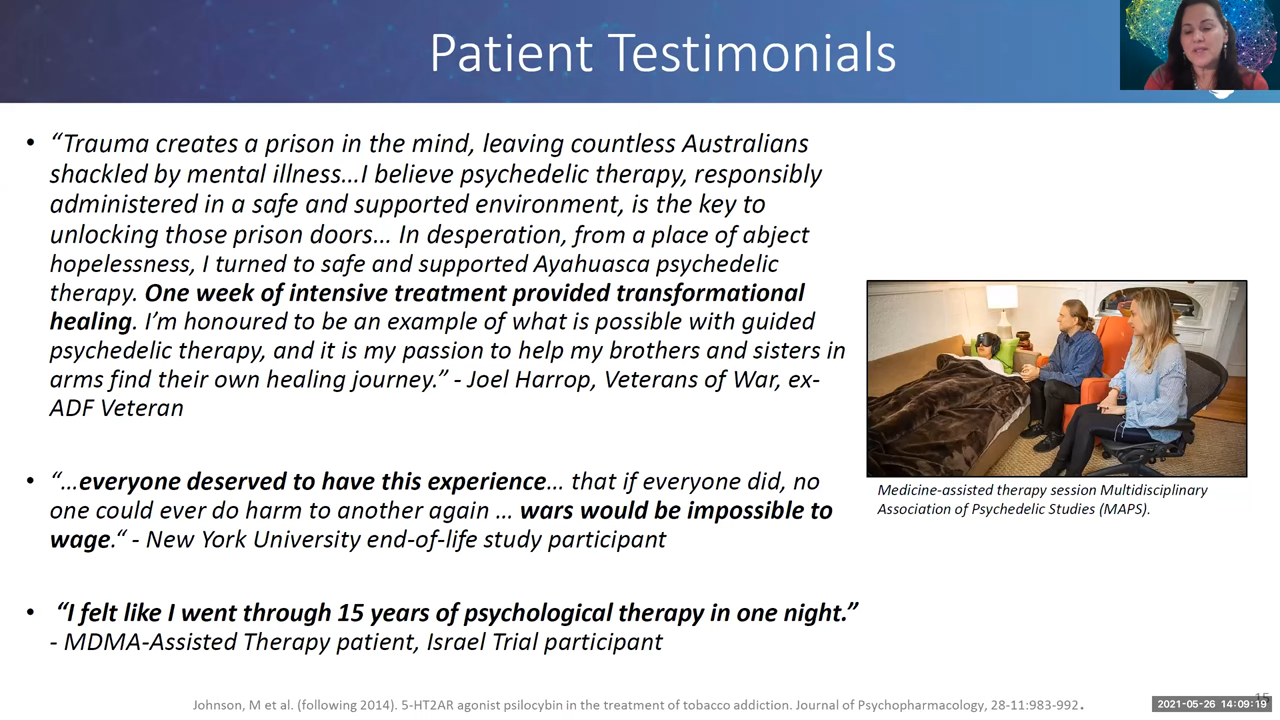 Patient Testimonials
• “Trauma creates a prison in the mind, leaving countless Australians
shackled by mental illness…I believe psychedelic therapy, responsibly
administered in a safe and supported environment, is the key to
unlocking those prison doors… In desperation, from a place of abject
hopelessness, I turned to safe and supported Ayahuasca psychedelic
therapy. One week of intensive treatment provided transformational
healing. I’m honoured to be an example of what is possible with guided
psychedelic therapy, and it is my passion to help my brothers and sisters in
arms find their own healing journey.” - Joel Harrop, Veterans of War, ex-
ADF Veteran
• “…everyone deserved to have this experience… that if everyone did, no
one could ever do harm to another again … wars would be impossible to
wage.“ - New York University end-of-life study participant
• “I felt like I went through 15 years of psychological therapy in one night.”
- MDMA-Assisted Therapy patient, Israel Trial participant
Medicine-assisted therapy session Multidisciplinary
Association of Psychedelic Studies (MAPS).
Johnson, M et al. (following 2014). 5-HT2AR agonist psilocybin in the treatment of tobacco addiction. Journal of Psychopharmacology, 28-11:983-992.
15
2021-05-26 14:09:19